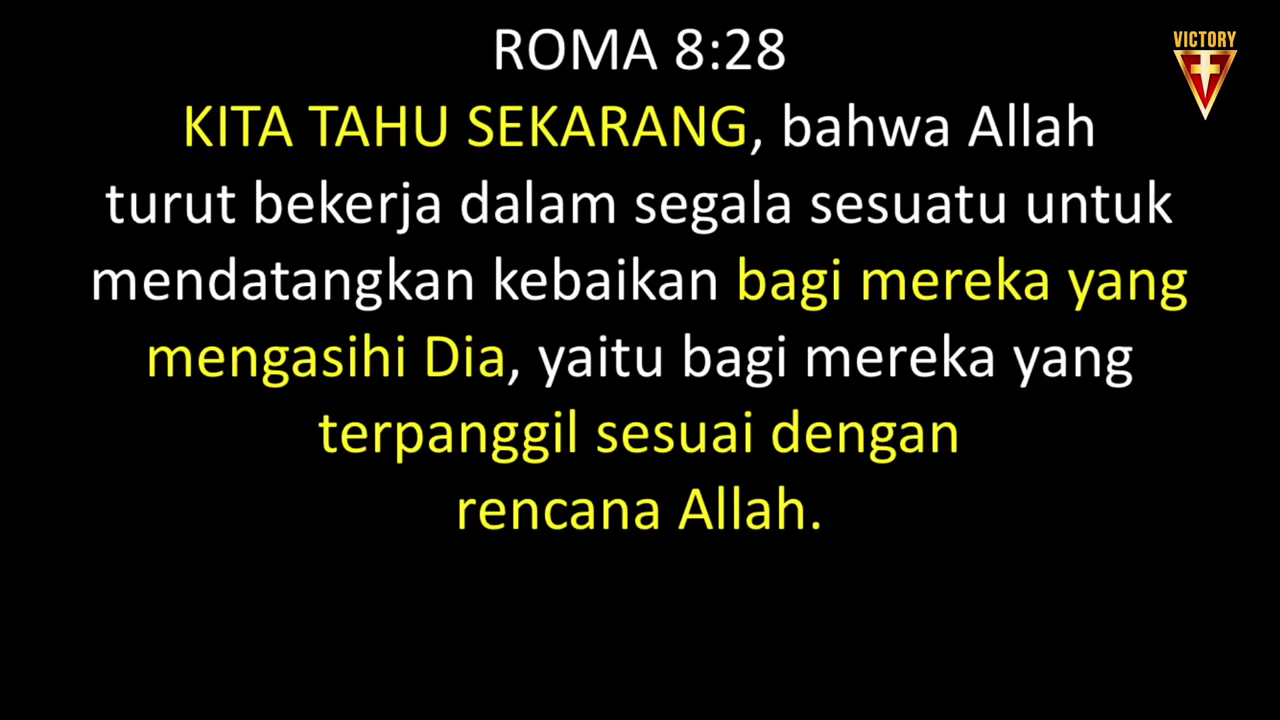 ROMA 8:28
VICTORY
KITA TAHU SEKARANG, bahwa Allah
turut bekerja dalam segala sesuatu untuk
mendatangkan kebaikan bagi mereka yang
mengasihi Dia, yaitu bagi mereka yang
terpanggil sesuai dengan
rencana Allah.